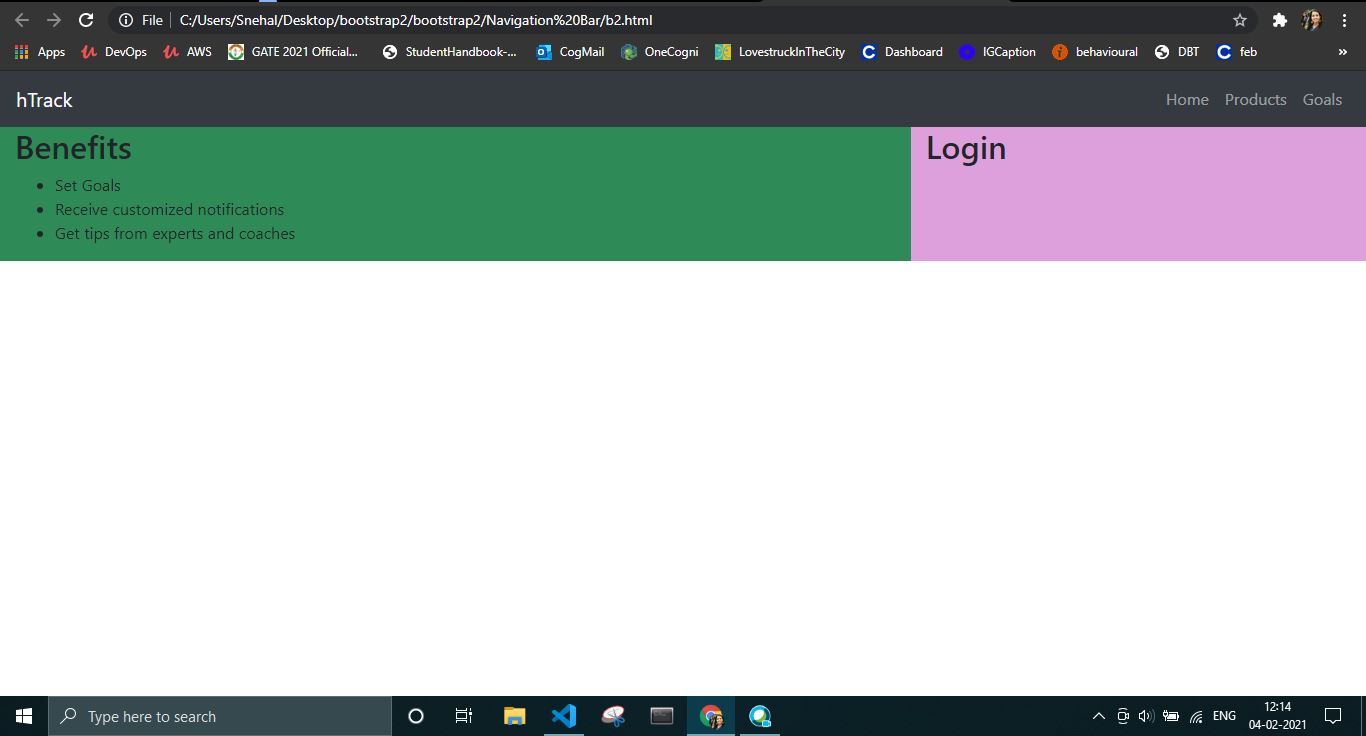 File C:/Users/Snehal/Desktop/bootstrap2/bootstrap2/Navigation%20Bar/b2.html
Apps DevOps AWS GATE 2021 Official... StudentHandbook-... CogMail OneCogni LovestruckInTheCity Dashboard IGCaption behavioural DBT feb »
hTrack Home Products Goals
Benefits Login
• Set Goals
• Receive customized notifications
• Get tips from experts and coaches
Type here to search ENG 12:14
04-02-2021